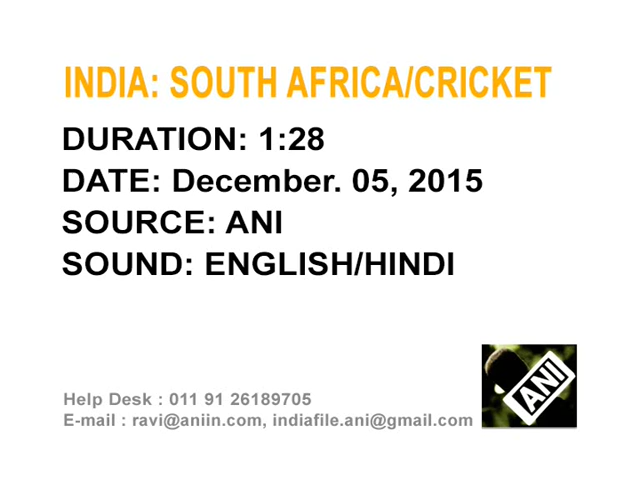 INDIA: SOUTH AFRICA/CRICKET
DURATION: 1:28
DATE: December. 05, 2015
SOURCE: ANI
SOUND: ENGLISH/HINDI
Help Desk : 011 91 26189705
E-mail : ravi@aniin.com, indiafile.ani@gmail.com
ANI